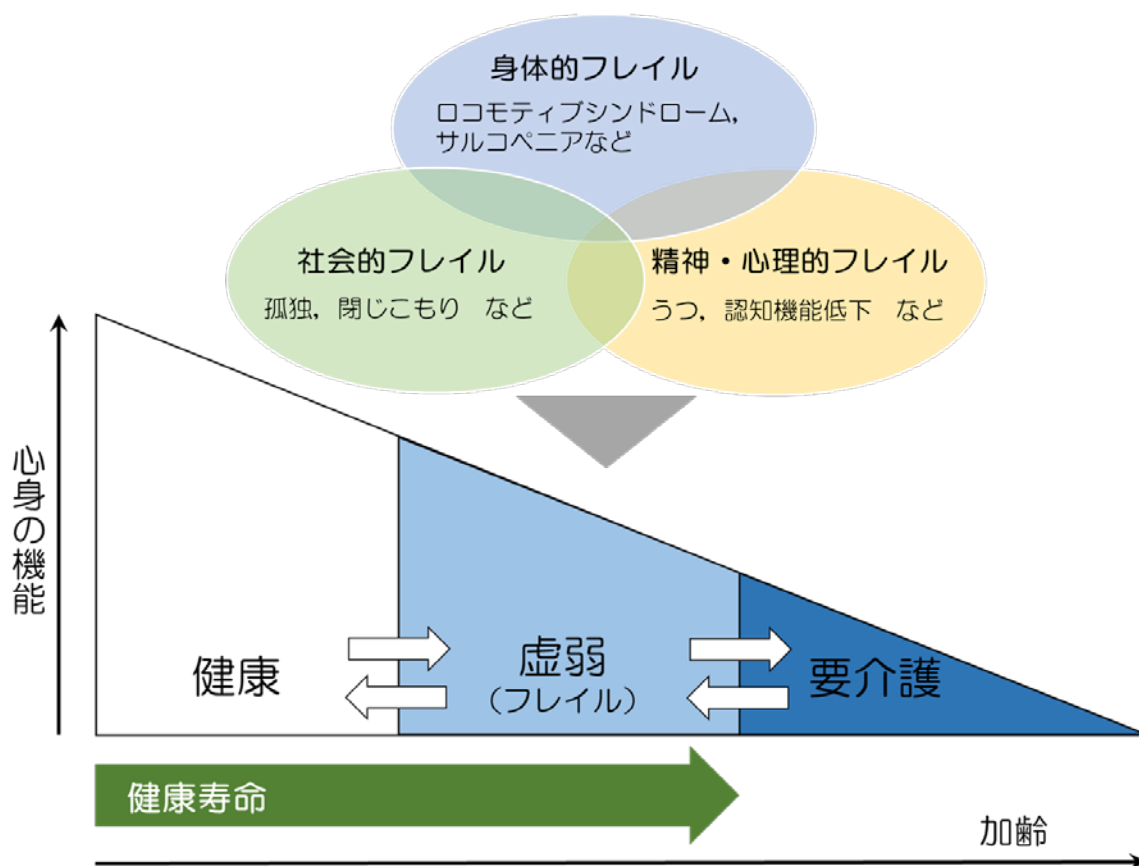 身体的フレイル
ロコモティブシンドローム,
サルコペニアなど
社会的フレイル
孤独, 閉じこもり など
精神・心理的フレイル
うつ, 認知機能低下 など
心身の機能
健康
虚弱
(フレイル)
要介護
健康寿命
加齢